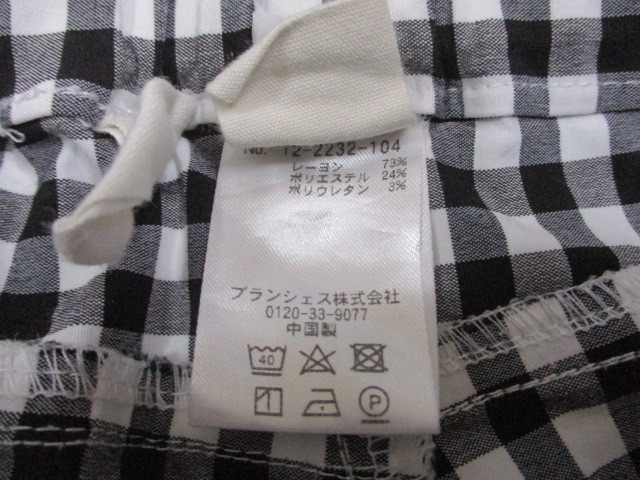 No. 12-2232-104
レーヨン 73%
ポリエステル 24%
ポリウレタン 3%
ブランシェス株式会社
0120-33-9077
中国製
40
P